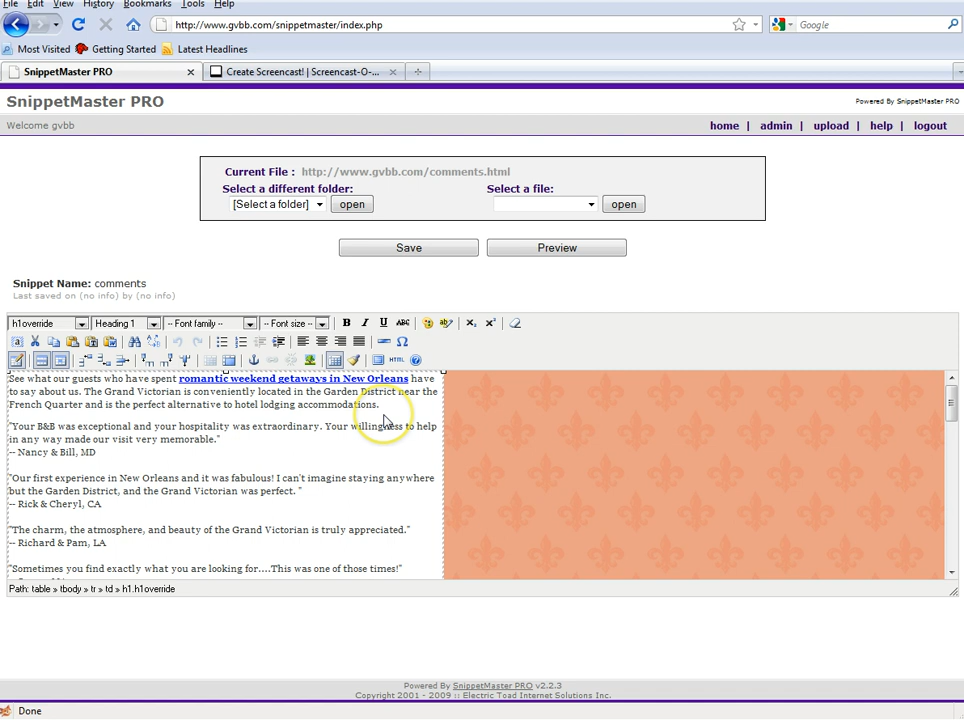 File Edit View History Bookmarks Tools Help
http://www.gvbb.com/snippetmaster/index.php
Google
Most Visited Getting Started Latest Headlines
SnippetMaster PRO
Create Screencast! | Screencast-O-...
SnippetMaster PRO
Powered By SnippetMaster PRO
Welcome gvbb
home | admin | upload | help | logout
Current File : http://www.gvbb.com/comments.html
Select a different folder: Select a file:
[Select a folder] open open
Save Preview
Snippet Name: comments
Last saved on (no info) by (no info)
h1override Heading 1 -- Font family -- -- Font size -- B I U ABC
HTML
See what our guests who have spent romantic weekend getaways in New Orleans have
to say about us. The Grand Victorian is conveniently located in the Garden District near the
French Quarter and is the perfect alternative to hotel lodging accommodations.
"Your B&B was exceptional and your hospitality was extraordinary. Your willingness to help
in any way made our visit very memorable."
-- Nancy & Bill, MD
"Our first experience in New Orleans and it was fabulous! I can't imagine staying anywhere
but the Garden District, and the Grand Victorian was perfect. "
-- Rick & Cheryl, CA
"The charm, the atmosphere, and beauty of the Grand Victorian is truly appreciated."
-- Richard & Pam, LA
"Sometimes you find exactly what you are looking for....This was one of those times!"
Path: table » tbody » tr » td » h1.h1override
Powered By SnippetMaster PRO v2.2.3
Copyright 2001 - 2009 :: Electric Toad Internet Solutions Inc.
Done